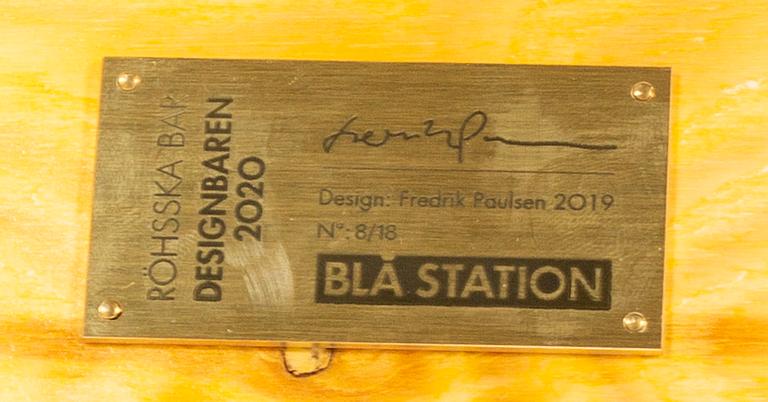 RÖHSSKA BAR
DESIGNBAREN
2020
Design: Fredrik Paulsen 2019
N°: 8/18
BLÅ STATION